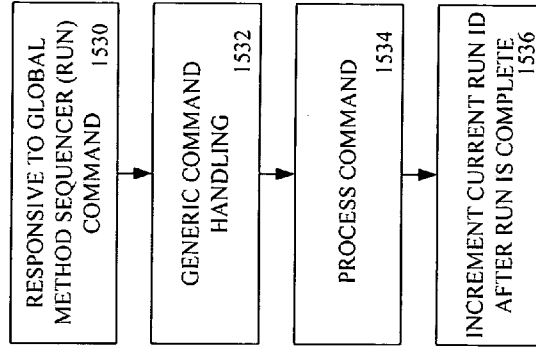 RESPONSIVE TO GLOBAL
METHOD SEQUENCER (RUN)
COMMAND
1530
GENERIC COMMAND
HANDLING
1532
PROCESS COMMAND
1534
INCREMENT CURRENT RUN ID
AFTER RUN IS COMPLETE
1536